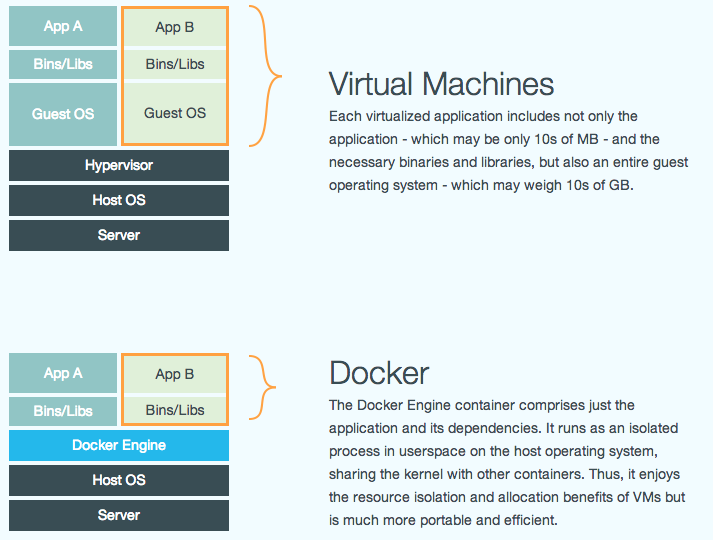 App A
App B
Bins/Libs
Bins/Libs
Guest OS
Guest OS
Hypervisor
Host OS
Server
Virtual Machines
Each virtualized application includes not only the
application - which may be only 10s of MB - and the
necessary binaries and libraries, but also an entire guest
operating system - which may weigh 10s of GB.
App A
App B
Bins/Libs
Bins/Libs
Docker Engine
Host OS
Server
Docker
The Docker Engine container comprises just the
application and its dependencies. It runs as an isolated
process in userspace on the host operating system,
sharing the kernel with other containers. Thus, it enjoys
the resource isolation and allocation benefits of VMs but
is much more portable and efficient.